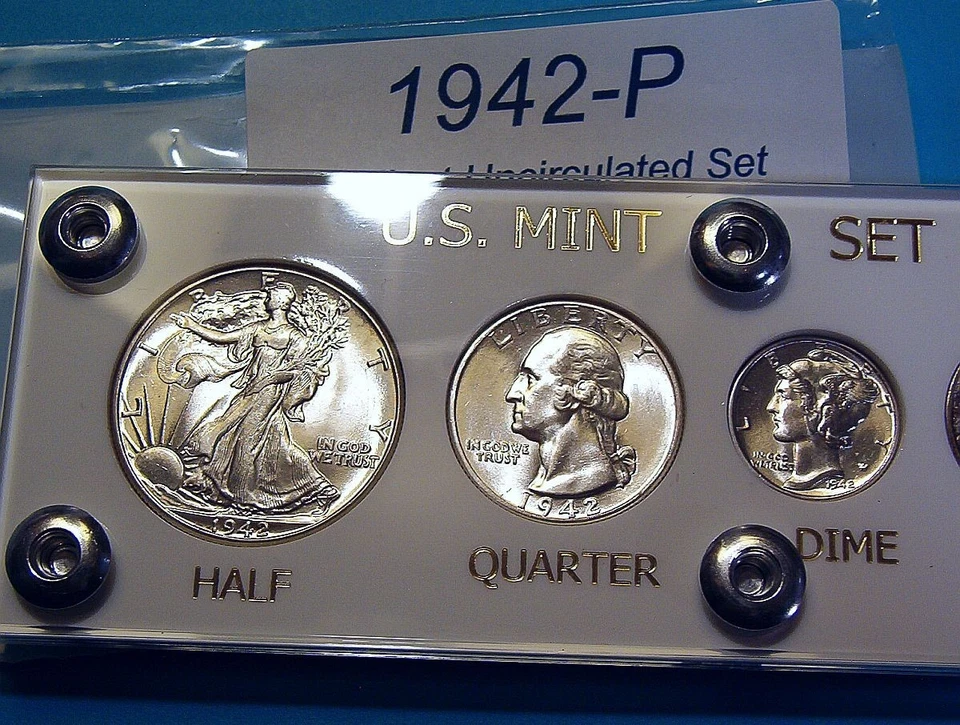 1942-P
Uncirculated Set
U.S. MINT SET
LIBERTY
IN GOD
WE TRUST
1942
HALF
LIBERTY
IN GOD WE
TRUST
1942
QUARTER
LIBERTY
IN GOD
WE TRUST
1942
DIME